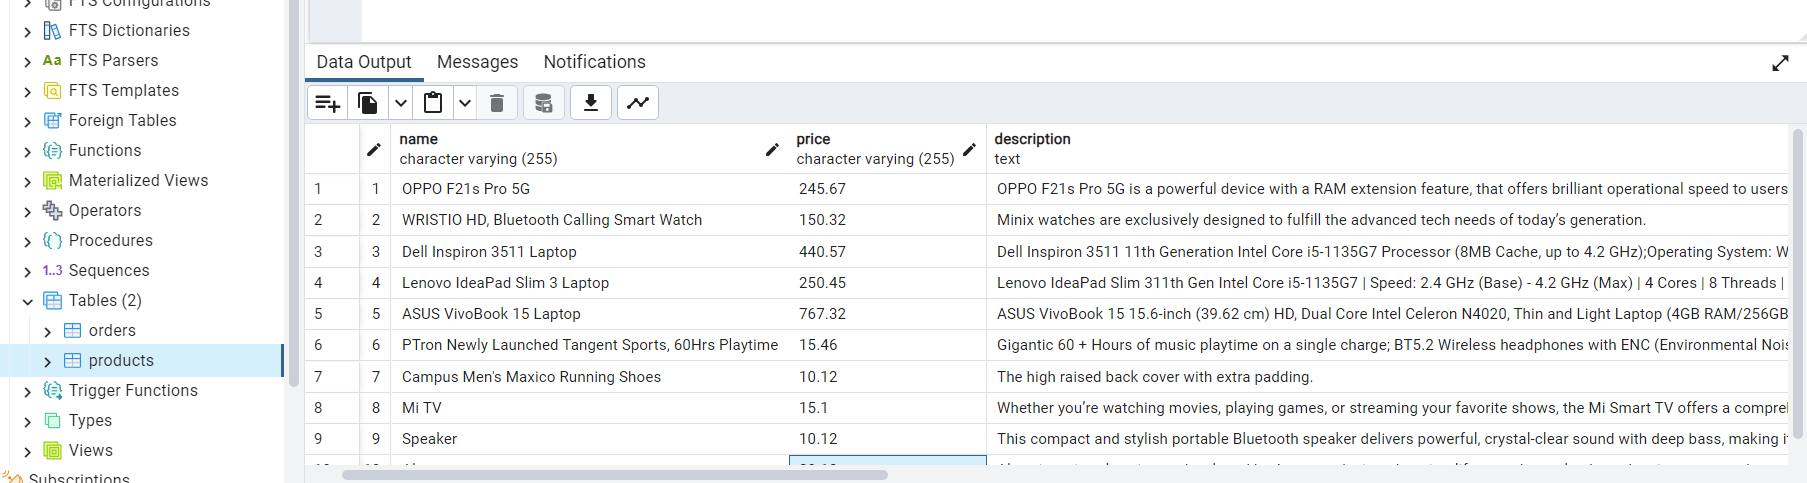 FTS Configurations
FTS Dictionaries
Aa FTS Parsers
FTS Templates
Foreign Tables
Functions
Materialized Views
Operators
Procedures
1..3 Sequences
Tables (2)
orders
products
Trigger Functions
Types
Views
Subscriptions
Data Output Messages Notifications
name price description
character varying (255) character varying (255) text
1 1 OPPO F21s Pro 5G 245.67 OPPO F21s Pro 5G is a powerful device with a RAM extension feature, that offers brilliant operational speed to users
2 2 WRISTIO HD, Bluetooth Calling Smart Watch 150.32 Minix watches are exclusively designed to fulfill the advanced tech needs of today’s generation.
3 3 Dell Inspiron 3511 Laptop 440.57 Dell Inspiron 3511 11th Generation Intel Core i5-1135G7 Processor (8MB Cache, up to 4.2 GHz);Operating System: W
4 4 Lenovo IdeaPad Slim 3 Laptop 250.45 Lenovo IdeaPad Slim 311th Gen Intel Core i5-1135G7 | Speed: 2.4 GHz (Base) - 4.2 GHz (Max) | 4 Cores | 8 Threads |
5 5 ASUS VivoBook 15 Laptop 767.32 ASUS VivoBook 15 15.6-inch (39.62 cm) HD, Dual Core Intel Celeron N4020, Thin and Light Laptop (4GB RAM/256GB
6 6 PTron Newly Launched Tangent Sports, 60Hrs Playtime 15.46 Gigantic 60 + Hours of music playtime on a single charge; BT5.2 Wireless headphones with ENC (Environmental Nois
7 7 Campus Men's Maxico Running Shoes 10.12 The high raised back cover with extra padding.
8 8 Mi TV 15.1 Whether you’re watching movies, playing games, or streaming your favorite shows, the Mi Smart TV offers a compre
9 9 Speaker 10.12 This compact and stylish portable Bluetooth speaker delivers powerful, crystal-clear sound with deep bass, making i